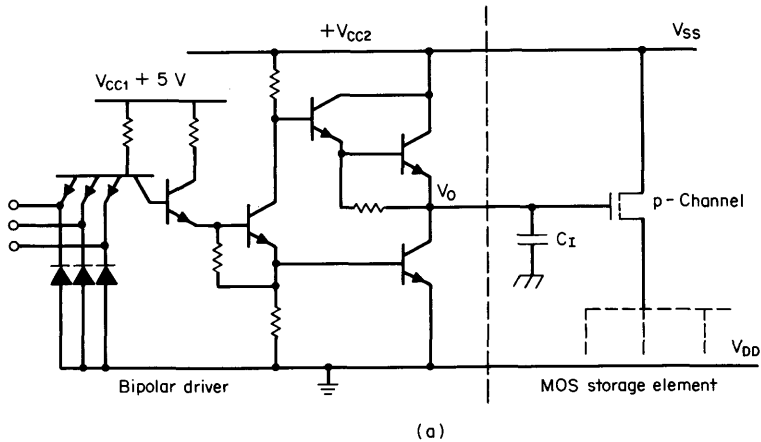 +VCC2
VSS
VCC1 + 5 V
VO
p-Channel
CI
VDD
Bipolar driver
MOS storage element
(a)